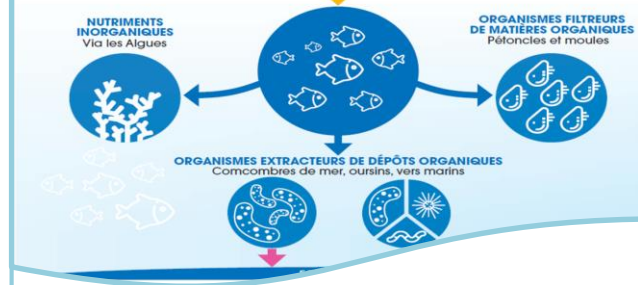 NUTRIMENTS
INORGANIQUES
Via les Algues
ORGANISMES FILTREURS
DE MATIÈRES ORGANIQUES
Pétoncles et moules
ORGANISMES EXTRACTEURS DE DÉPÔTS ORGANIQUES
Comcombres de mer, oursins, vers marins